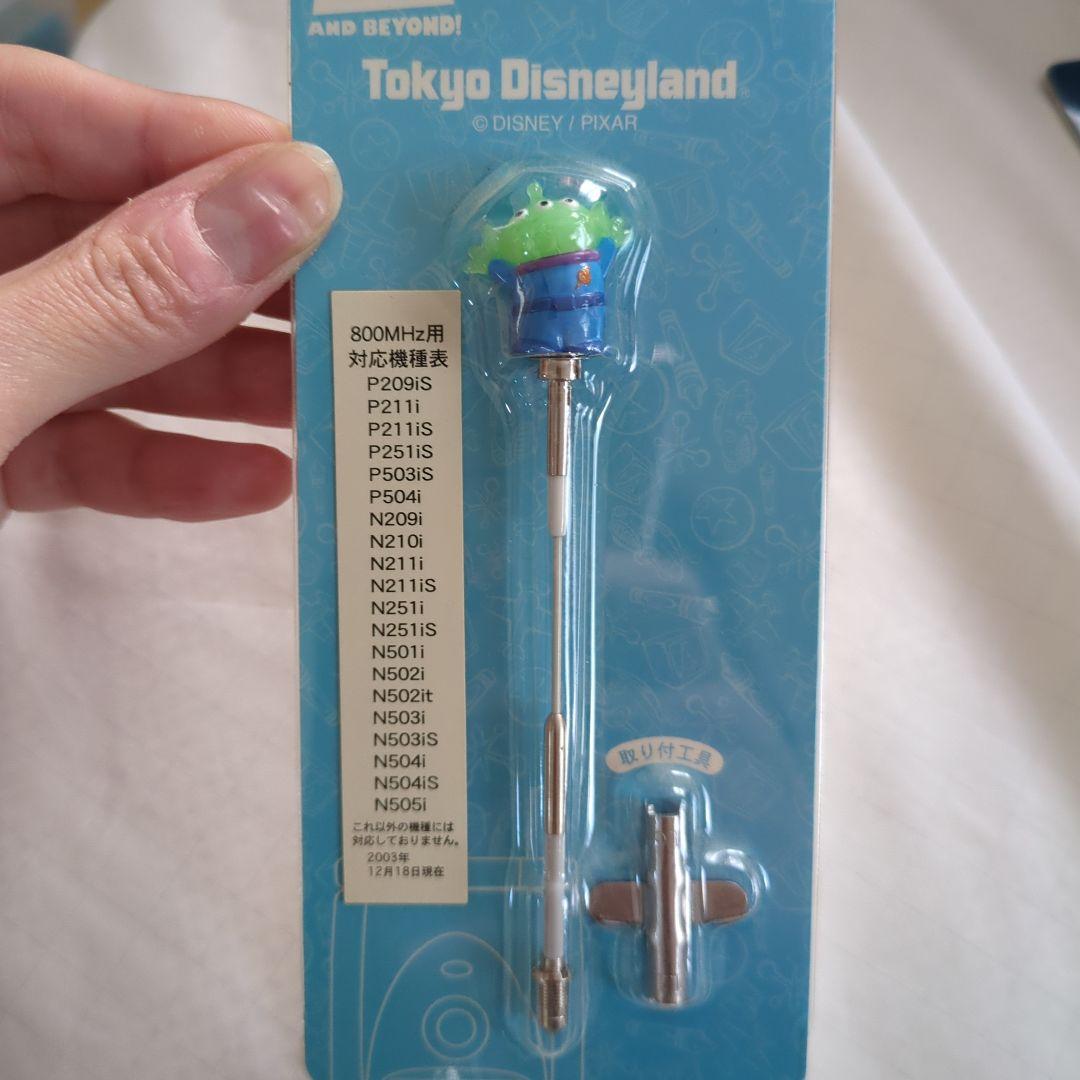 AND BEYOND!
Tokyo Disneyland
© DISNEY / PIXAR
800MHz用
対応機種表
P209iS
P211i
P211iS
P251iS
P503iS
P504i
N209i
N210i
N211i
N211iS
N251i
N251iS
N501i
N502i
N502it
N503i
N503iS
N504i
N504iS
N505i
これ以外の機種には
対応しておりません。
2003年
12月18日現在
取り付工具